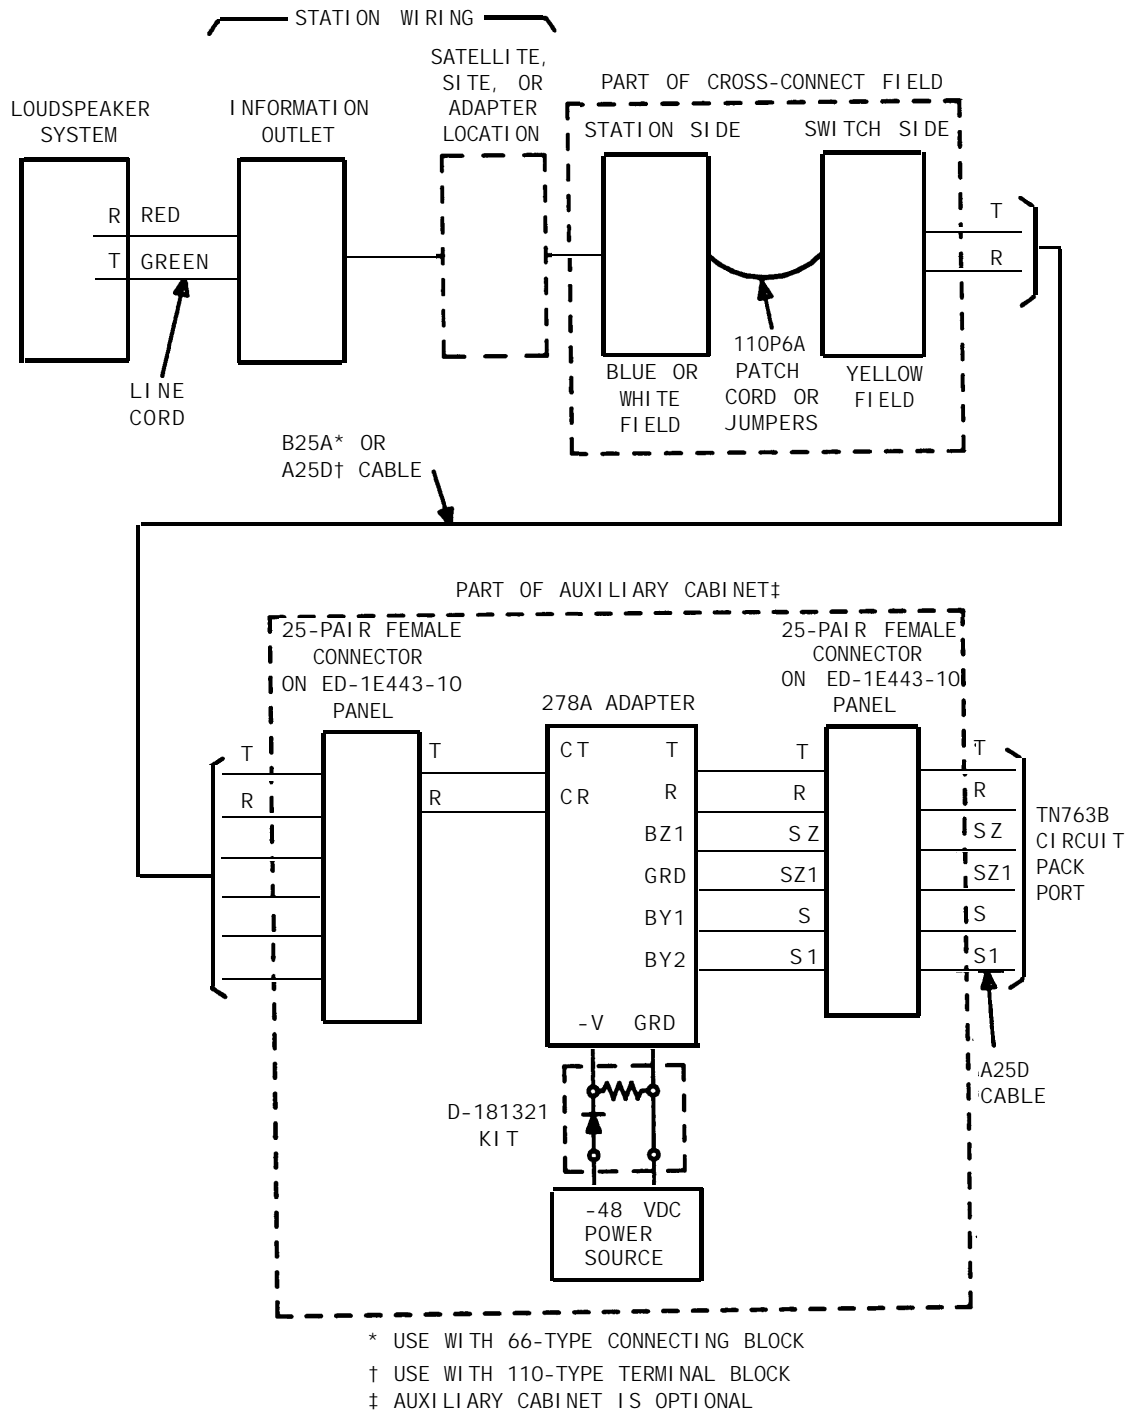 STATION WIRING
SATELLITE,
SITE, OR
ADAPTER
LOCATION
PART OF CROSS-CONNECT FIELD
LOUDSPEAKER
SYSTEM
INFORMATION
OUTLET
STATION SIDE
SWITCH SIDE
R RED
T GREEN
T
R
LINE
CORD
BLUE OR
WHITE
FIELD
110P6A
PATCH
CORD OR
JUMPERS
YELLOW
FIELD
B25A* OR
A25D† CABLE
PART OF AUXILIARY CABINET‡
25-PAIR FEMALE
CONNECTOR
ON ED-1E443-10
PANEL
278A ADAPTER
25-PAIR FEMALE
CONNECTOR
ON ED-1E443-10
PANEL
T
R
T
R
CT
CR
T
R
BZ1
GRD
BY1
BY2
-V GRD
T
R
SZ
SZ1
S
S1
T
R
SZ
SZ1
S
S1
TN763B
CIRCUIT
PACK
PORT
A25D
CABLE
D-181321
KIT
-48 VDC
POWER
SOURCE
* USE WITH 66-TYPE CONNECTING BLOCK
† USE WITH 110-TYPE TERMINAL BLOCK
‡ AUXILIARY CABINET IS OPTIONAL